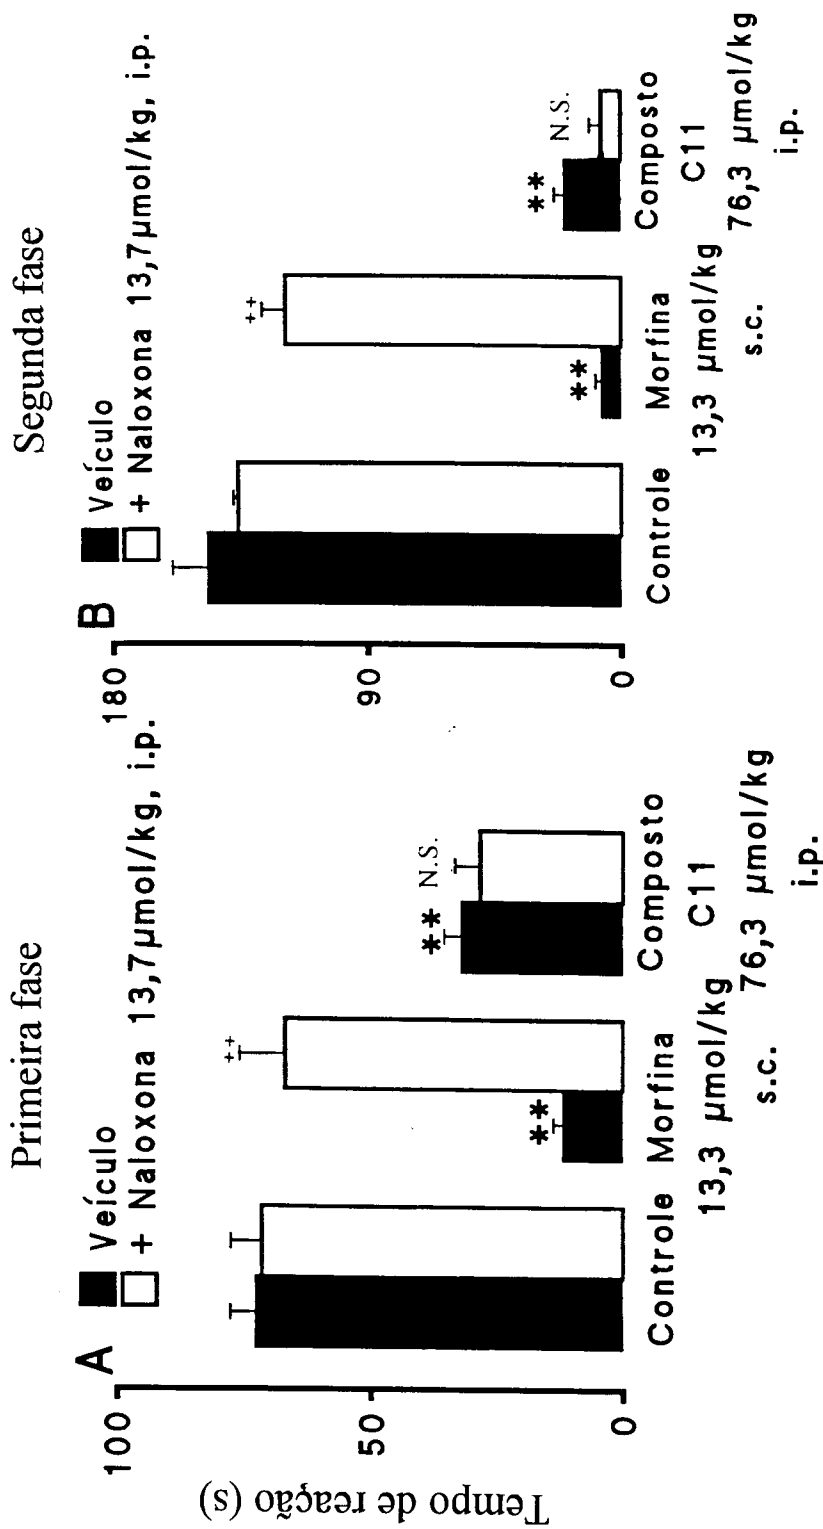 Primeira fase
A
Veículo
+ Naloxona 13,7µmol/kg, i.p.
Tempo de reação (s)
100
50
0
**
++
**
N.S.
Controle
Morfina
13,3 µmol/kg
s.c.
Composto
C11
76,3 µmol/kg
i.p.
Segunda fase
B
Veículo
+ Naloxona 13,7µmol/kg, i.p.
180
90
0
**
++
**
N.S.
Controle
Morfina
13,3 µmol/kg
s.c.
Composto
C11
76,3 µmol/kg
i.p.